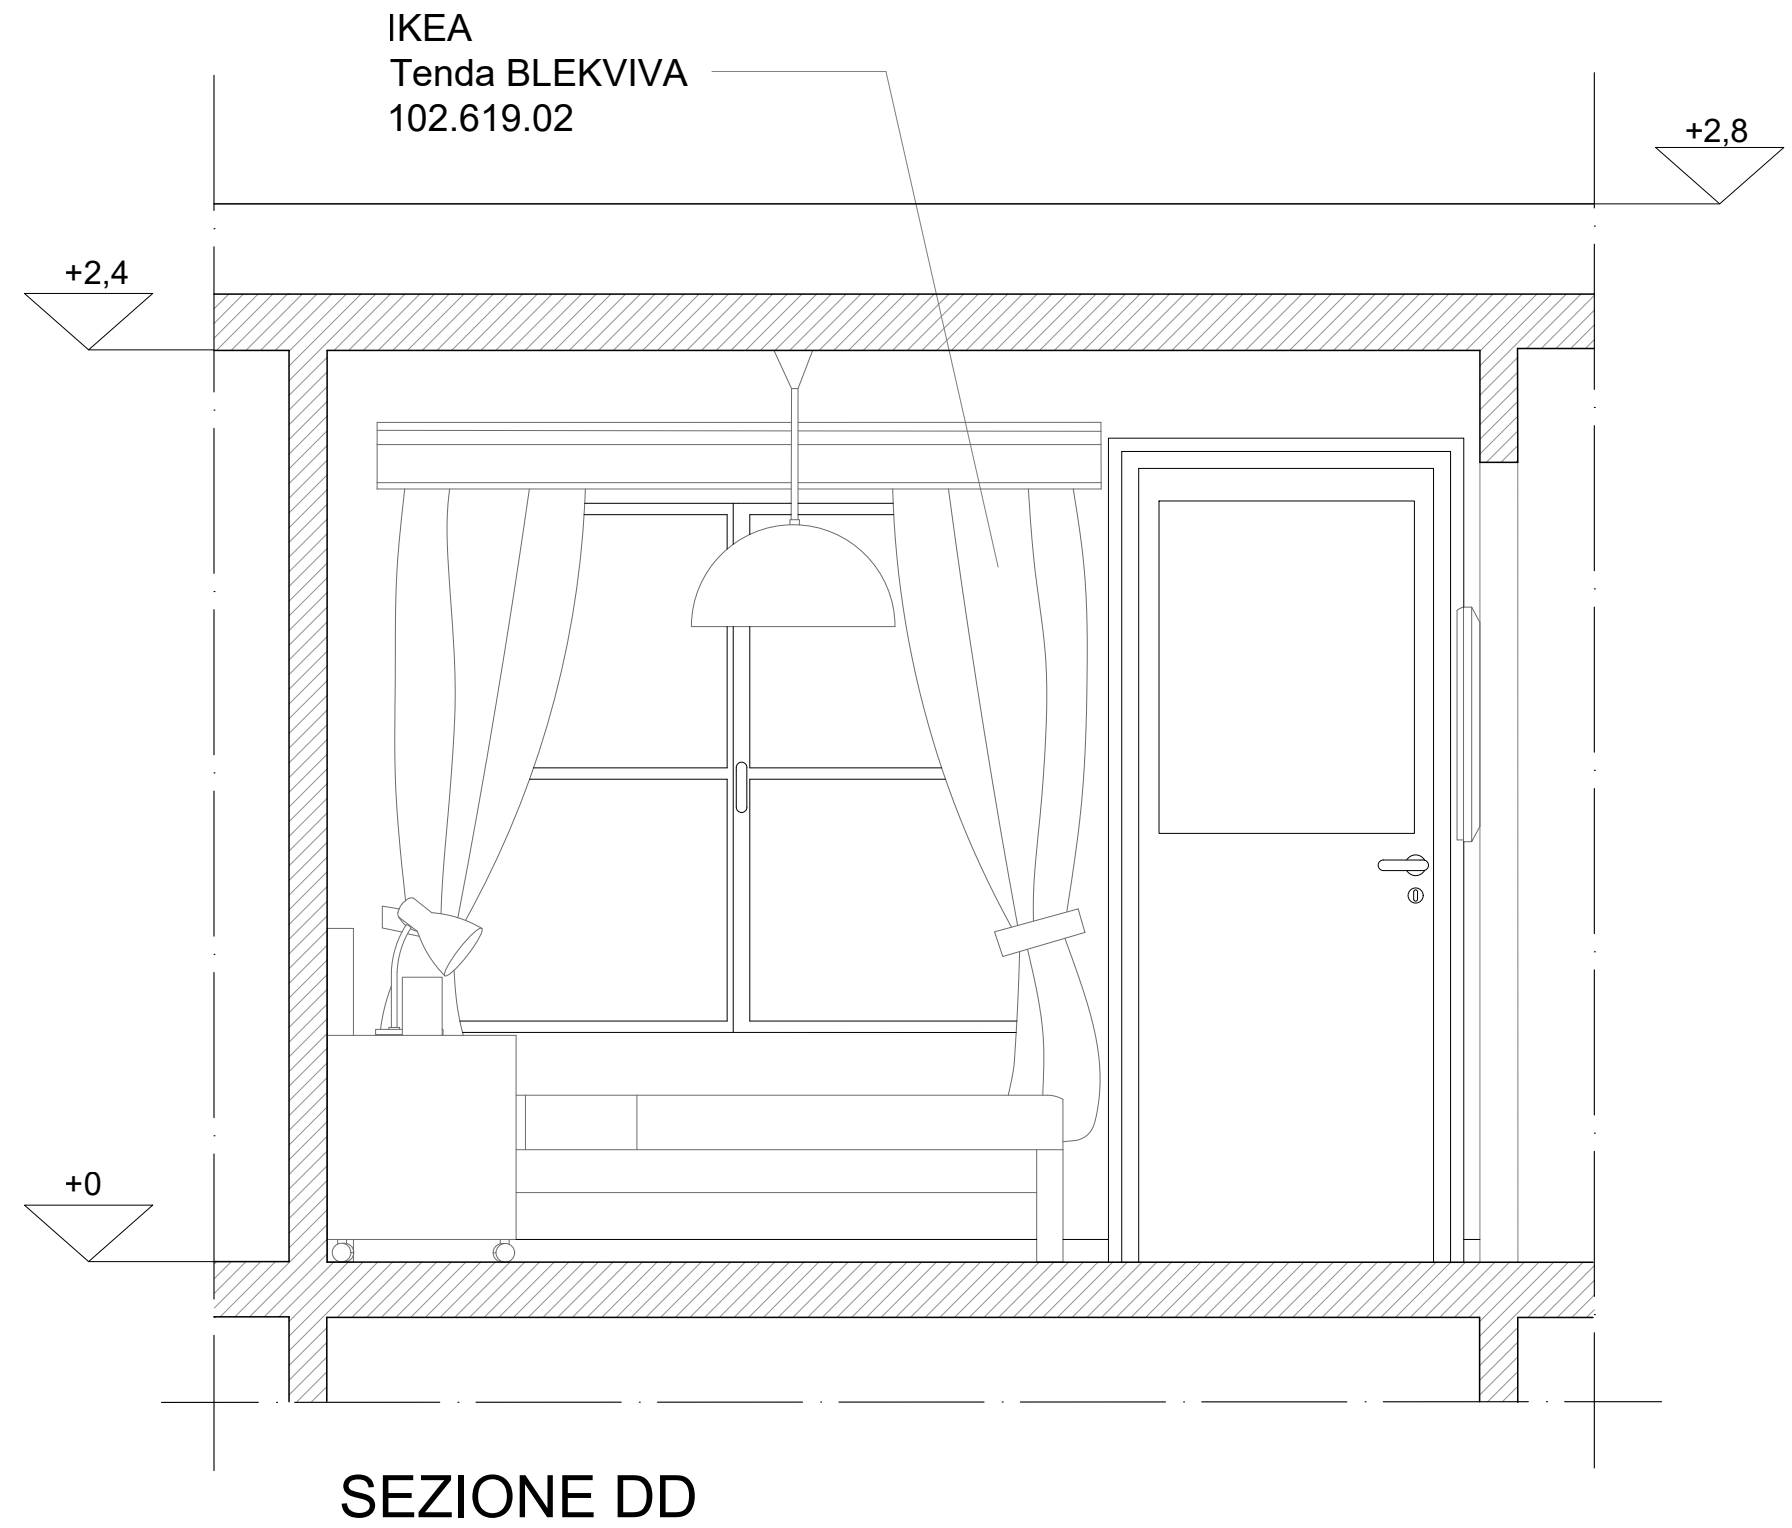 IKEA
Tenda BLEKVIVA
102.619.02
+2,8
+2,4
+0
SEZIONE DD